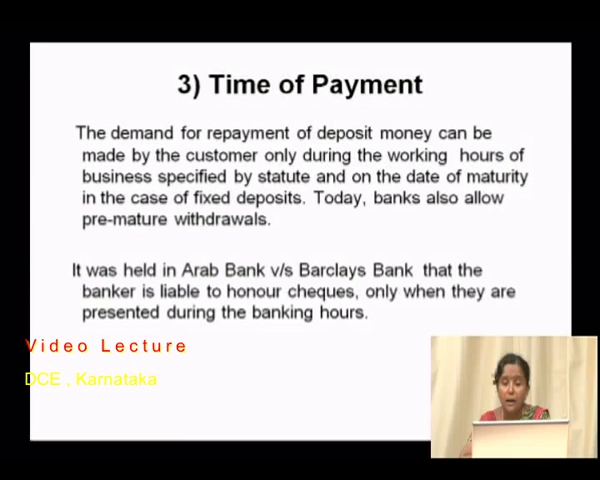 3) Time of Payment
The demand for repayment of deposit money can be
made by the customer only during the working hours of
business specified by statute and on the date of maturity
in the case of fixed deposits. Today, banks also allow
pre-mature withdrawals.
It was held in Arab Bank v/s Barclays Bank that the
banker is liable to honour cheques, only when they are
presented during the banking hours.
Video Lecture
DCE , Karnataka